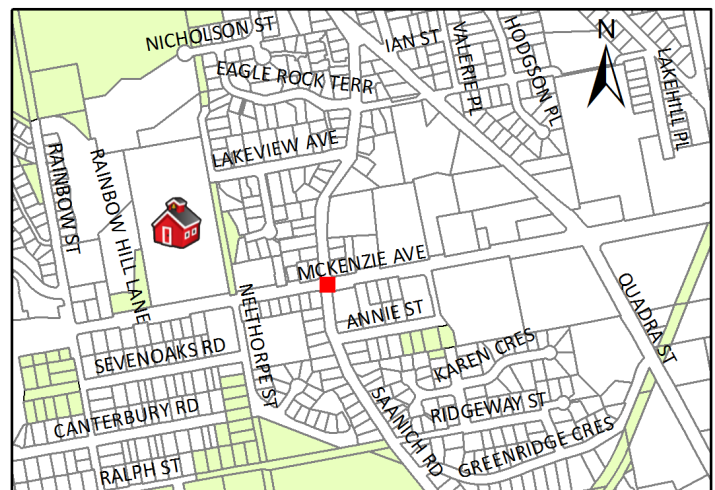 NICHOLSON ST
IAN ST
VALERIE PL
HODGSON PL
N
LAKEHILL PL
EAGLE ROCK TERR
LAKEVIEW AVE
RAINBOW ST
RAINBOW HILL LANE
MCKENZIE AVE
NELTHORPE ST
ANNIE ST
QUADRA ST
SEVENOAKS RD
KAREN CRES
SAANICH RD
CANTERBURY RD
RIDGEWAY ST
GREENRIDGE CRES
RALPH ST